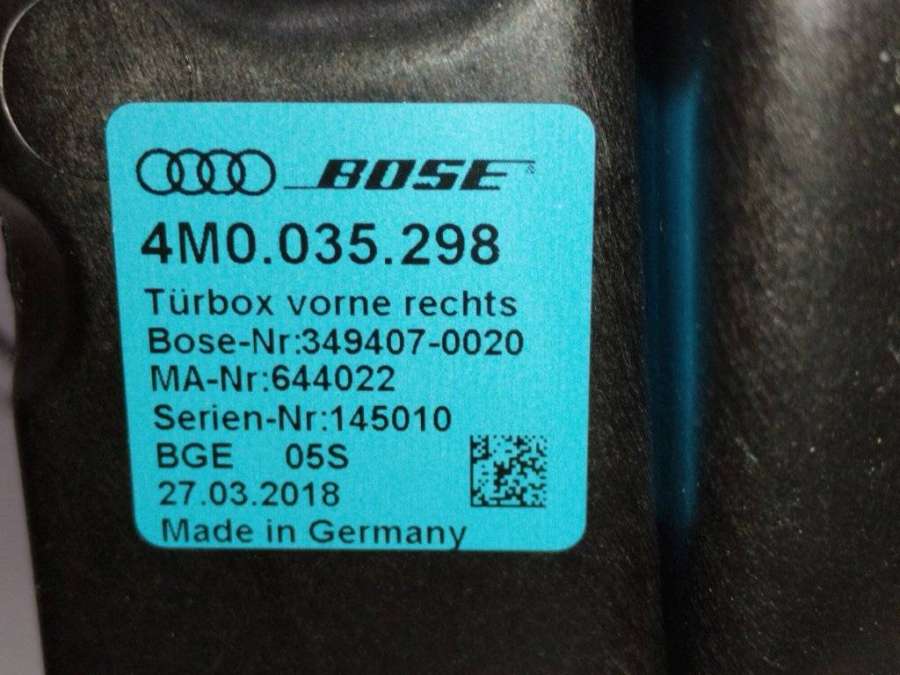 BOSE
4M0.035.298
Türbox vorne rechts
Bose-Nr:349407-0020
MA-Nr:644022
Serien-Nr:145010
BGE 05S
27.03.2018
Made in Germany